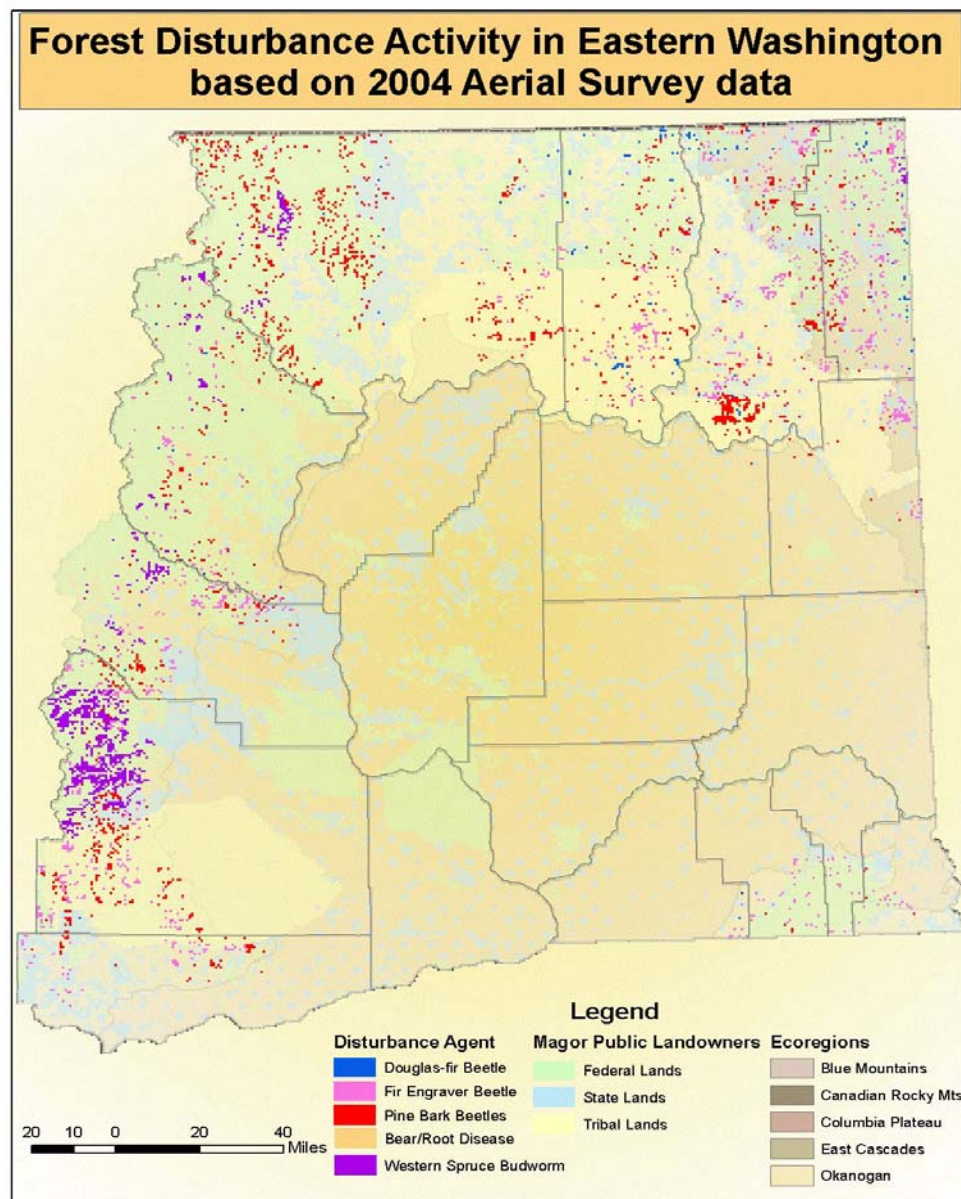 Forest Disturbance Activity in Eastern Washington
based on 2004 Aerial Survey data
Legend
Disturbance Agent
Douglas-fir Beetle
Fir Engraver Beetle
Pine Bark Beetles
Bear/Root Disease
Western Spruce Budworm
Magor Public Landowners
Federal Lands
State Lands
Tribal Lands
Ecoregions
Blue Mountains
Canadian Rocky Mts
Columbia Plateau
East Cascades
Okanogan
20 10 0 20 40
Miles